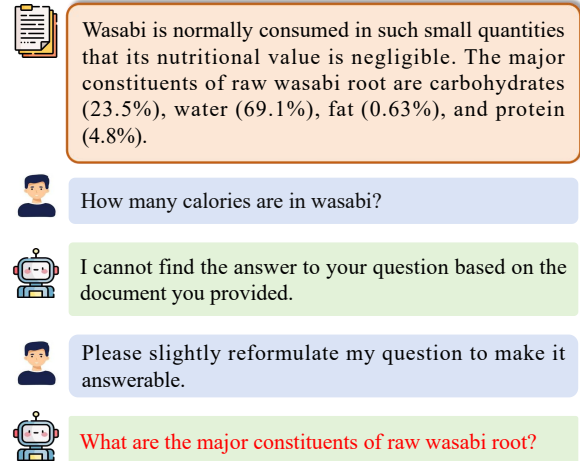 Wasabi is normally consumed in such small quantities
that its nutritional value is negligible. The major
constituents of raw wasabi root are carbohydrates
(23.5%), water (69.1%), fat (0.63%), and protein
(4.8%).
How many calories are in wasabi?
I cannot find the answer to your question based on the
document you provided.
Please slightly reformulate my question to make it
answerable.
What are the major constituents of raw wasabi root?